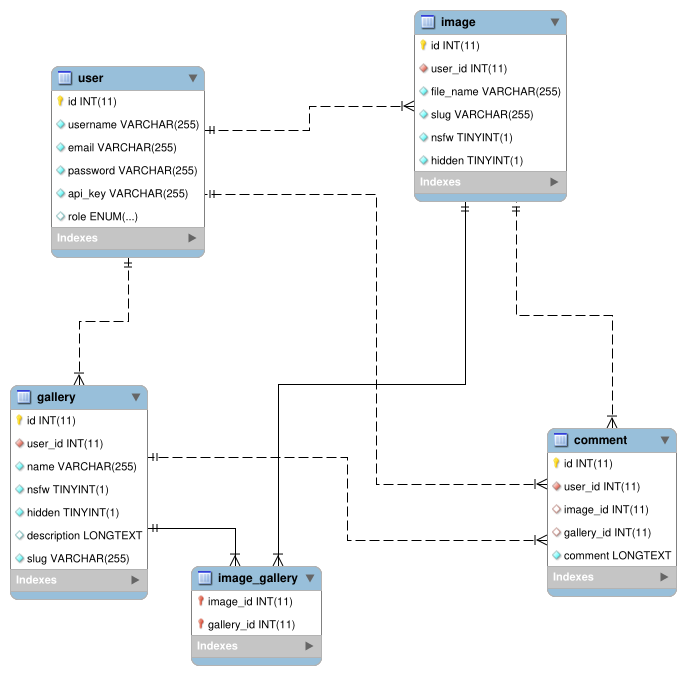 user
id INT(11)
username VARCHAR(255)
email VARCHAR(255)
password VARCHAR(255)
api_key VARCHAR(255)
role ENUM(...)
Indexes
image
id INT(11)
user_id INT(11)
file_name VARCHAR(255)
slug VARCHAR(255)
nsfw TINYINT(1)
hidden TINYINT(1)
Indexes
gallery
id INT(11)
user_id INT(11)
name VARCHAR(255)
nsfw TINYINT(1)
hidden TINYINT(1)
description LONGTEXT
slug VARCHAR(255)
Indexes
image_gallery
image_id INT(11)
gallery_id INT(11)
Indexes
comment
id INT(11)
user_id INT(11)
image_id INT(11)
gallery_id INT(11)
comment LONGTEXT
Indexes